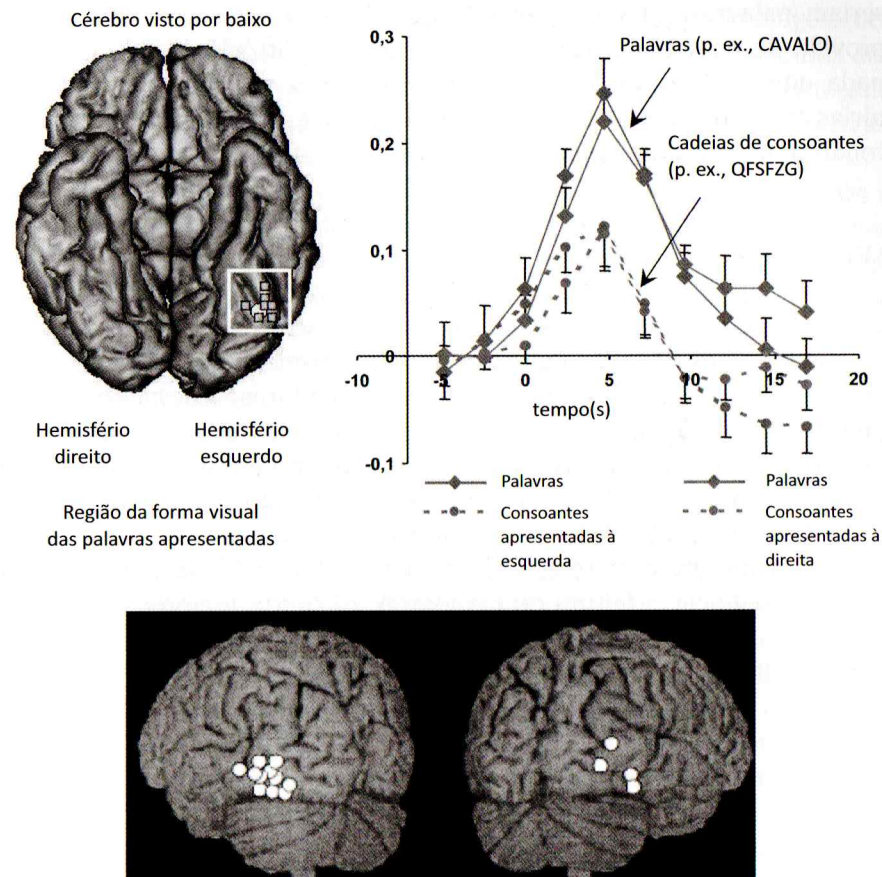 Cérebro visto por baixo
Hemisfério
direito
Hemisfério
esquerdo
Região da forma visual
das palavras apresentadas
0,3
0,2
0,1
0
-0,1
-10
-5
0
5
10
15
20
tempo(s)
Palavras (p. ex., CAVALO)
Cadeias de consoantes
(p. ex., QFSFZG)
Palavras
Consoantes
apresentadas à
esquerda
Palavras
Consoantes
apresentadas à
direita